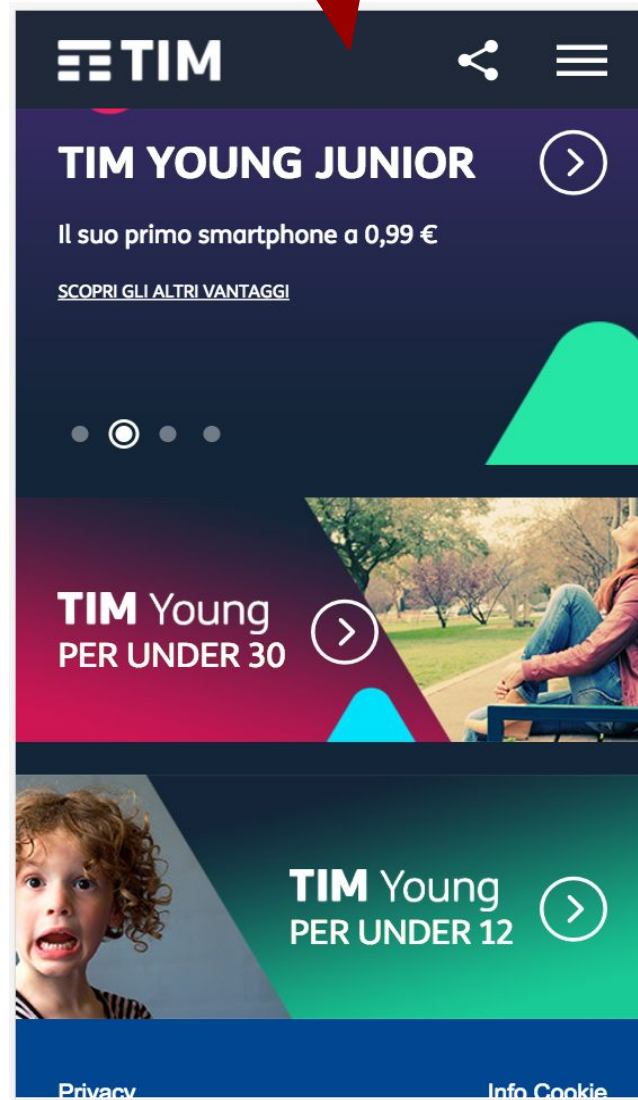 TIM
TIM YOUNG JUNIOR
Il suo primo smartphone a 0,99 €
SCOPRI GLI ALTRI VANTAGGI
TIM Young
PER UNDER 30
TIM Young
PER UNDER 12
Privacy
Info Cookie